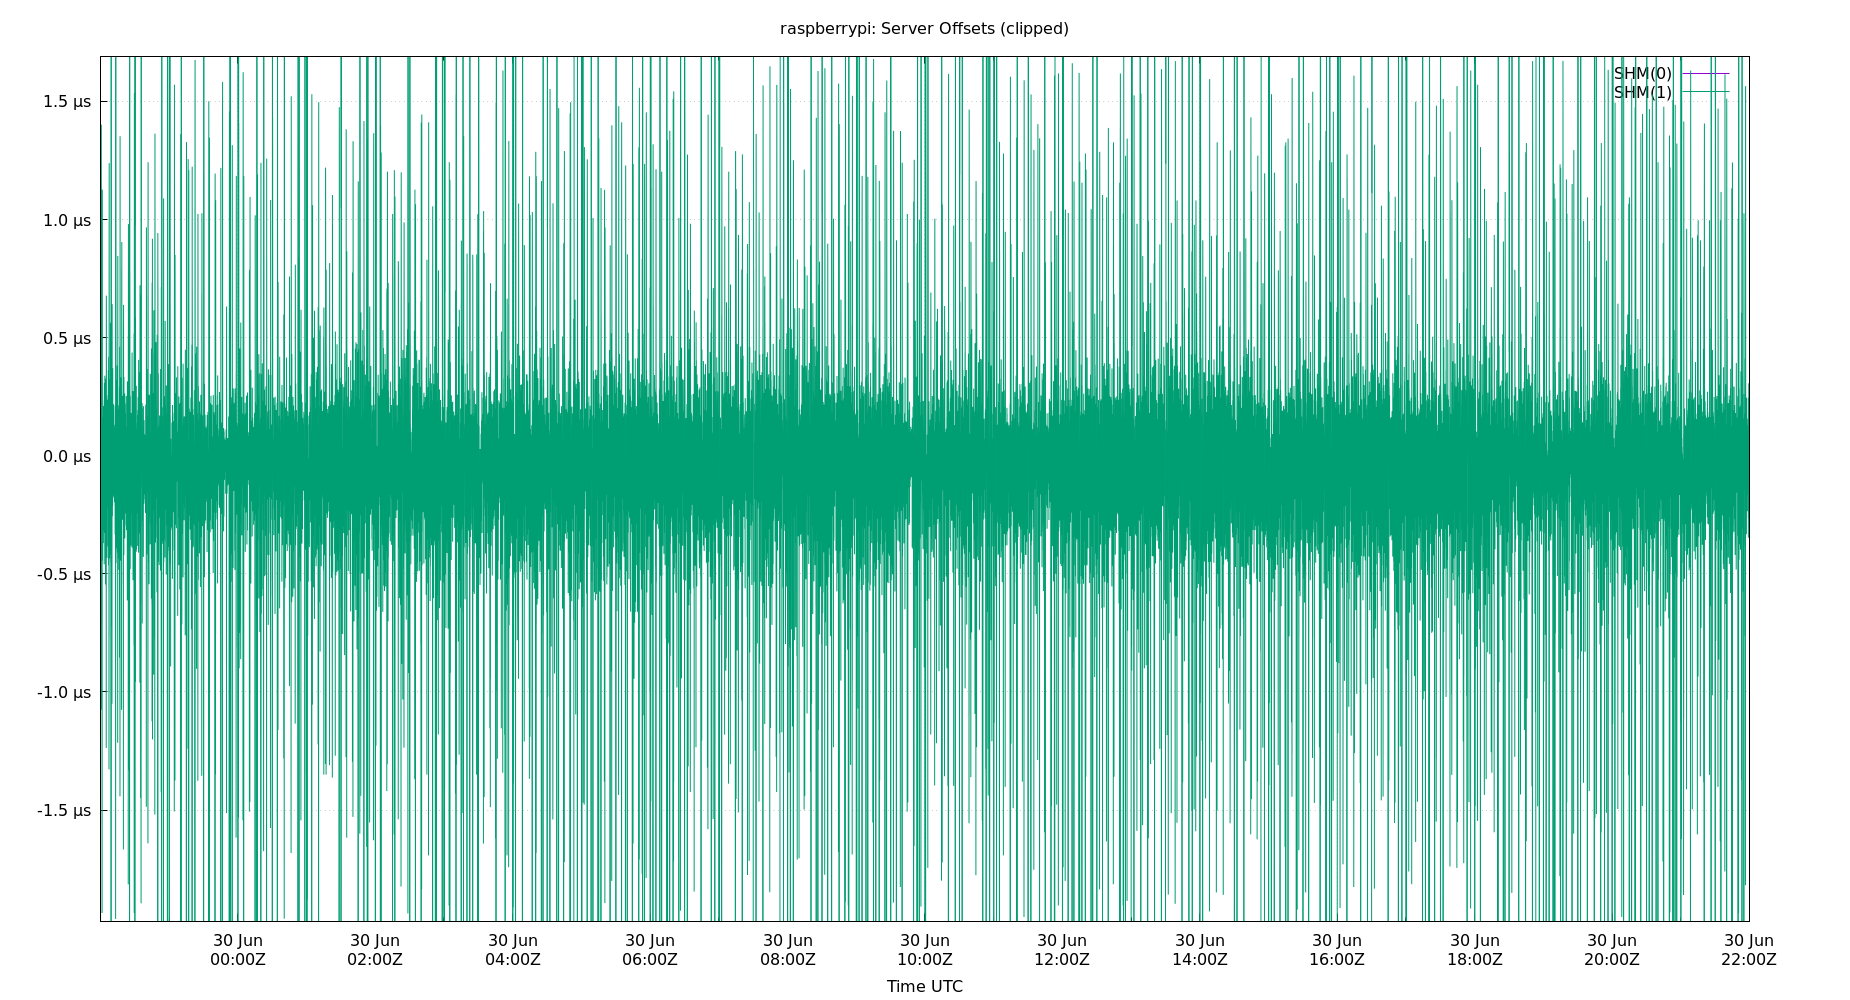 raspberrypi: Server Offsets (clipped)
SHM(0)
SHM(1)
1.5 µs
1.0 µs
0.5 µs
0.0 µs
-0.5 µs
-1.0 µs
-1.5 µs
30 Jun 30 Jun 30 Jun 30 Jun 30 Jun 30 Jun 30 Jun 30 Jun 30 Jun 30 Jun 30 Jun 30 Jun
00:00Z 02:00Z 04:00Z 06:00Z 08:00Z 10:00Z 12:00Z 14:00Z 16:00Z 18:00Z 20:00Z 22:00Z
Time UTC